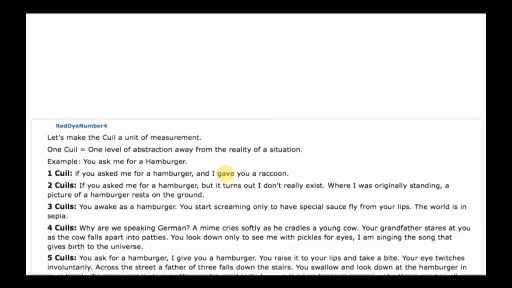 RedDyeNumber4
Let's make the Cuil a unit of measurement.
One Cuil = One level of abstraction away from the reality of a situation.
Example: You ask me for a Hamburger.
1 Cuil: if you asked me for a hamburger, and I gave you a raccoon.
2 Cuils: If you asked me for a hamburger, but it turns out I don't really exist. Where I was originally standing, a
picture of a hamburger rests on the ground.
3 Cuils: You awake as a hamburger. You start screaming only to have special sauce fly from your lips. The world is in
sepia.
4 Cuils: Why are we speaking German? A mime cries softly as he cradles a young cow. Your grandfather stares at you
as the cow falls apart into patties. You look down only to see me with pickles for eyes, I am singing the song that
gives birth to the universe.
5 Cuils: You ask for a hamburger, I give you a hamburger. You raise it to your lips and take a bite. Your eye twitches
involuntarily. Across the street a father of three falls down the stairs. You swallow and look down at the hamburger in